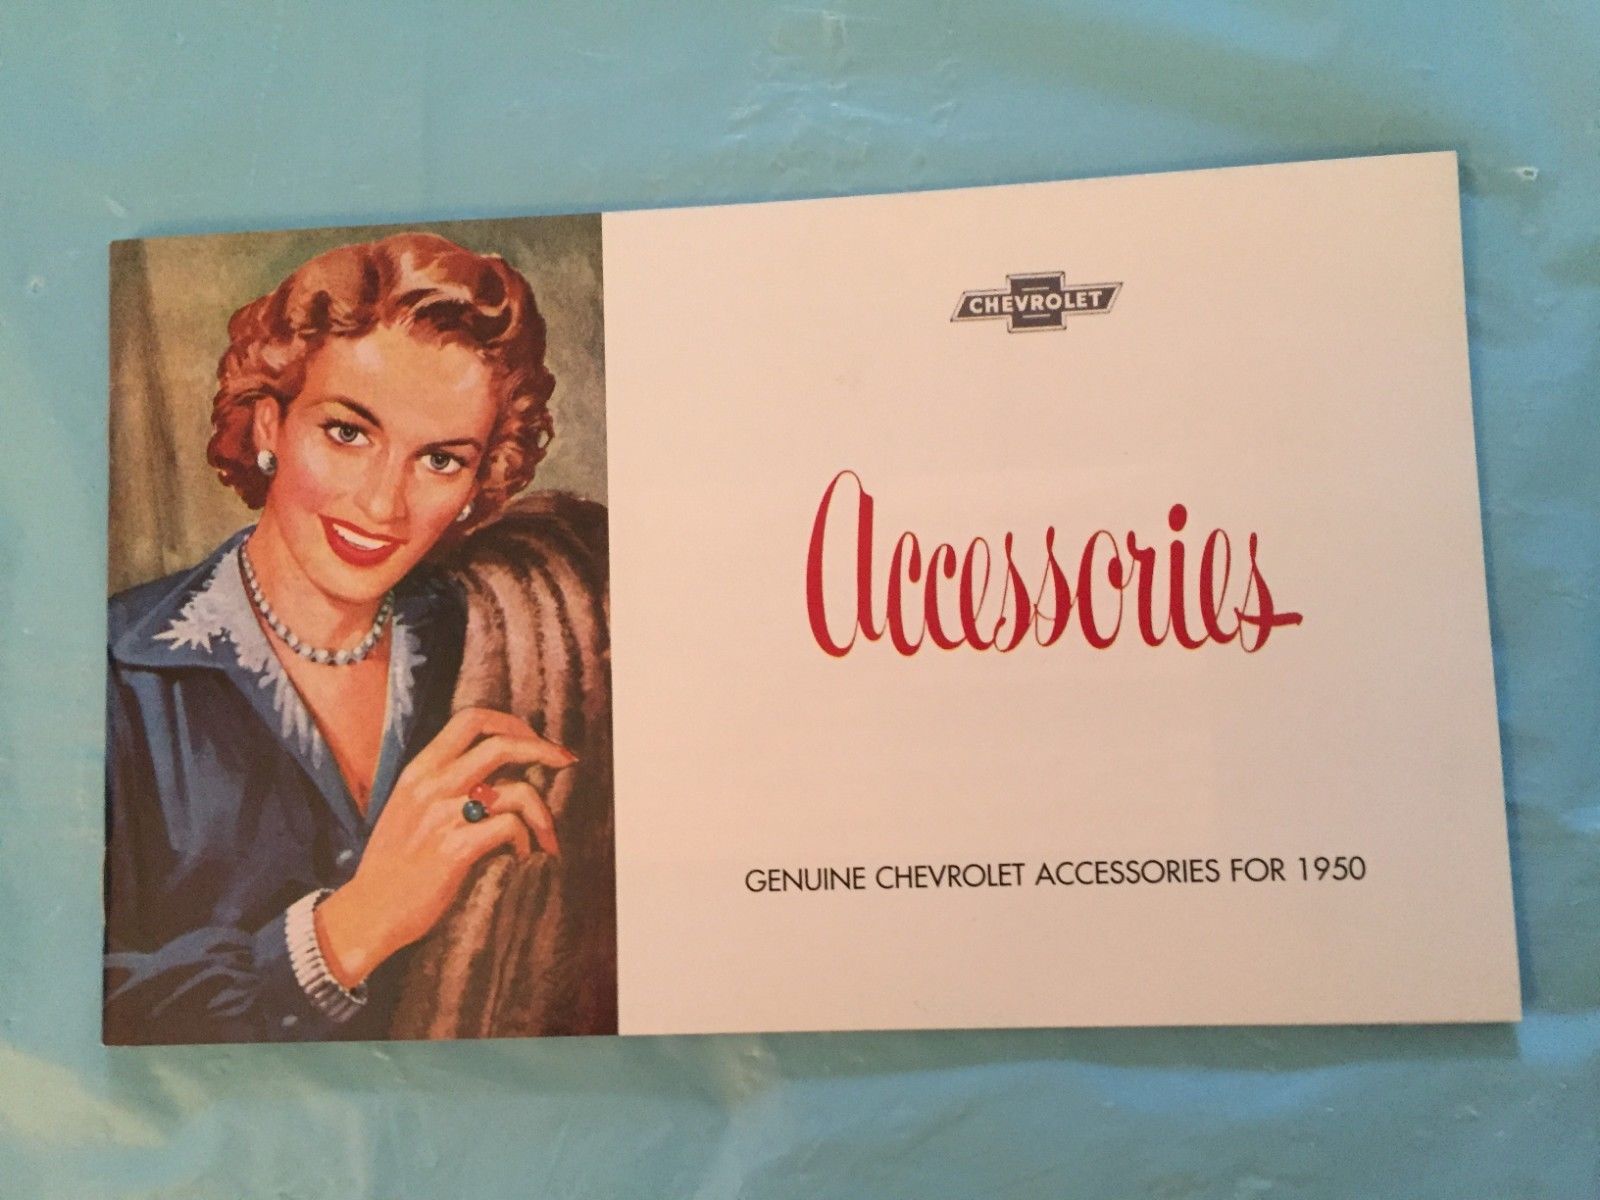 CHEVROLET
Accessories
GENUINE CHEVROLET ACCESSORIES FOR 1950